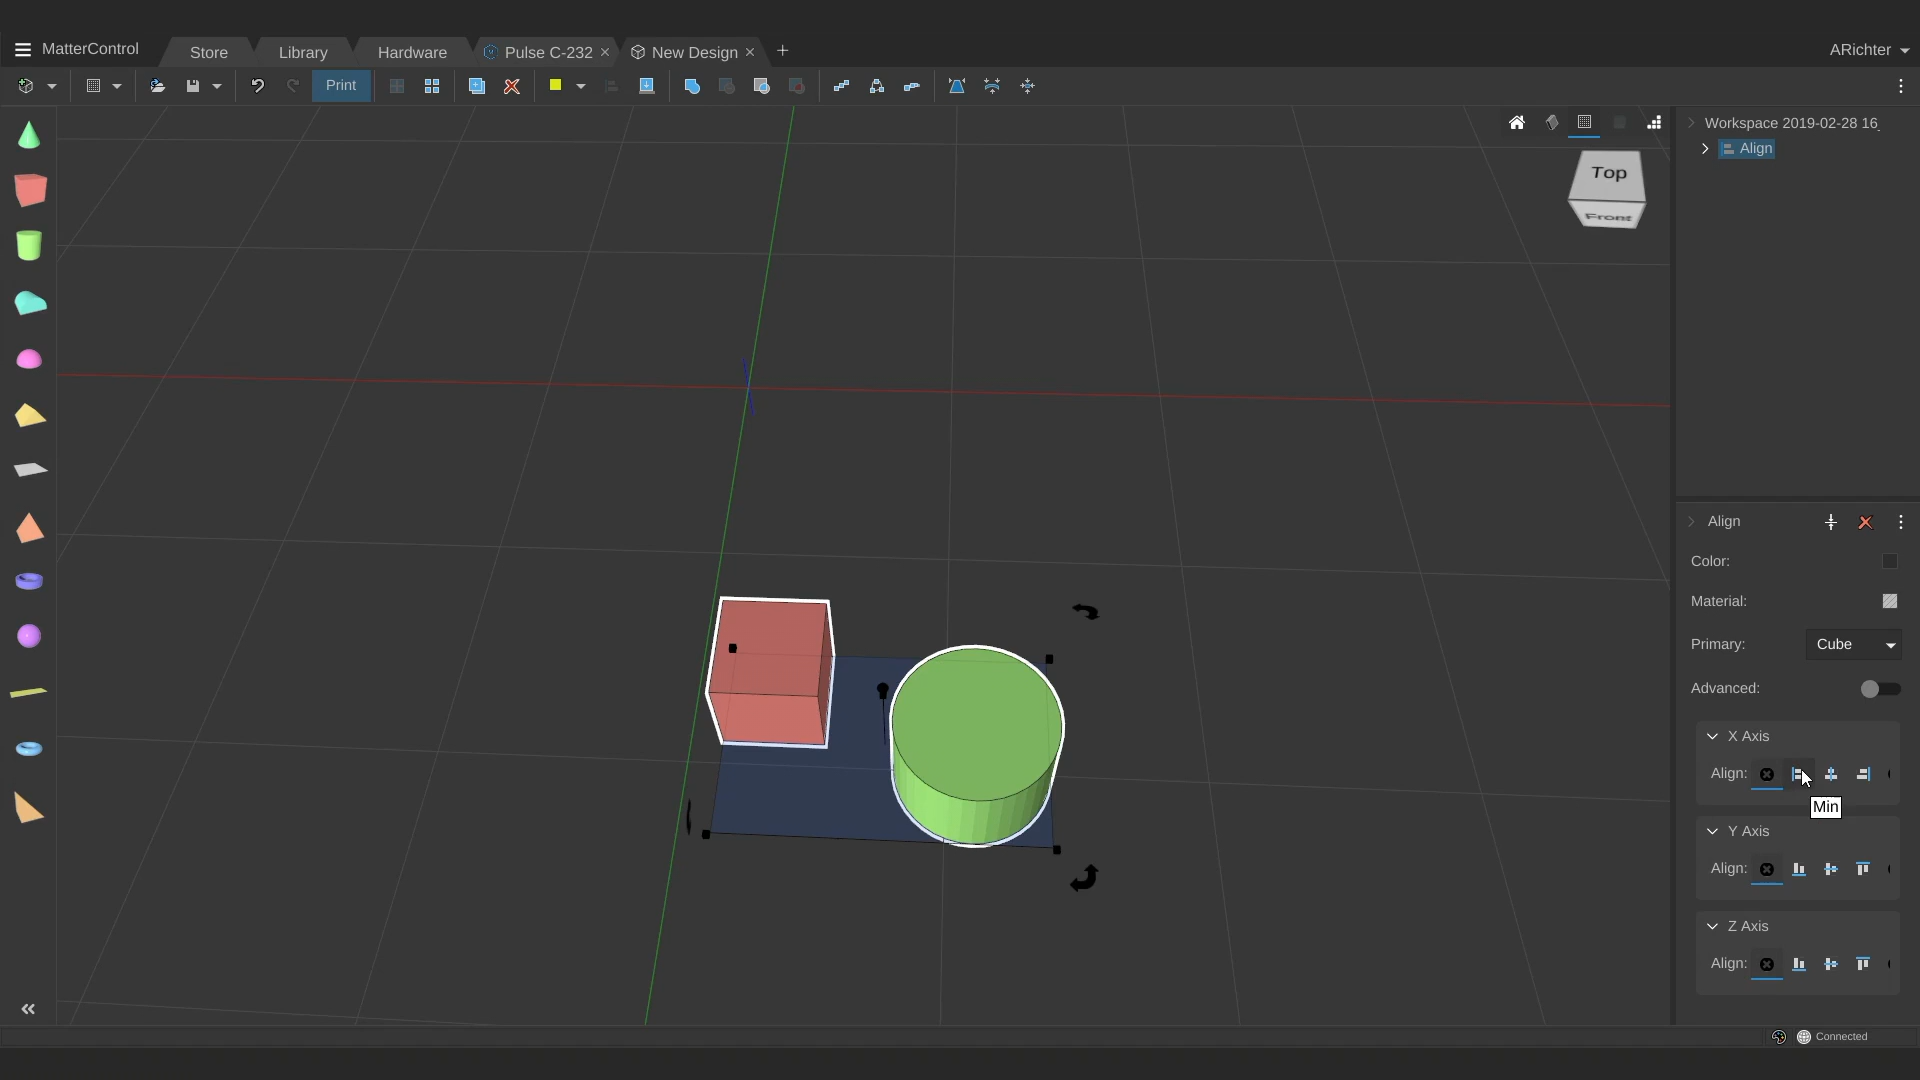 MatterControl
Store
Library
Hardware
Pulse C-232
New Design
ARichter
Print
Workspace 2019-02-28 16_
Align
Top
Front
Align
Color:
Material:
Primary: Cube
Advanced:
X Axis
Align:
Min
Y Axis
Align:
Z Axis
Align:
Connected